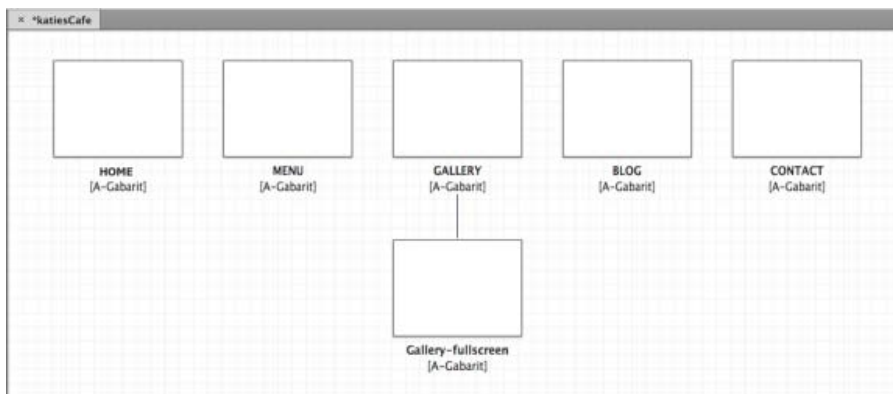 × *katiesCafe
HOME
[A-Gabarit]
MENU
[A-Gabarit]
GALLERY
[A-Gabarit]
BLOG
[A-Gabarit]
CONTACT
[A-Gabarit]
Gallery-fullscreen
[A-Gabarit]